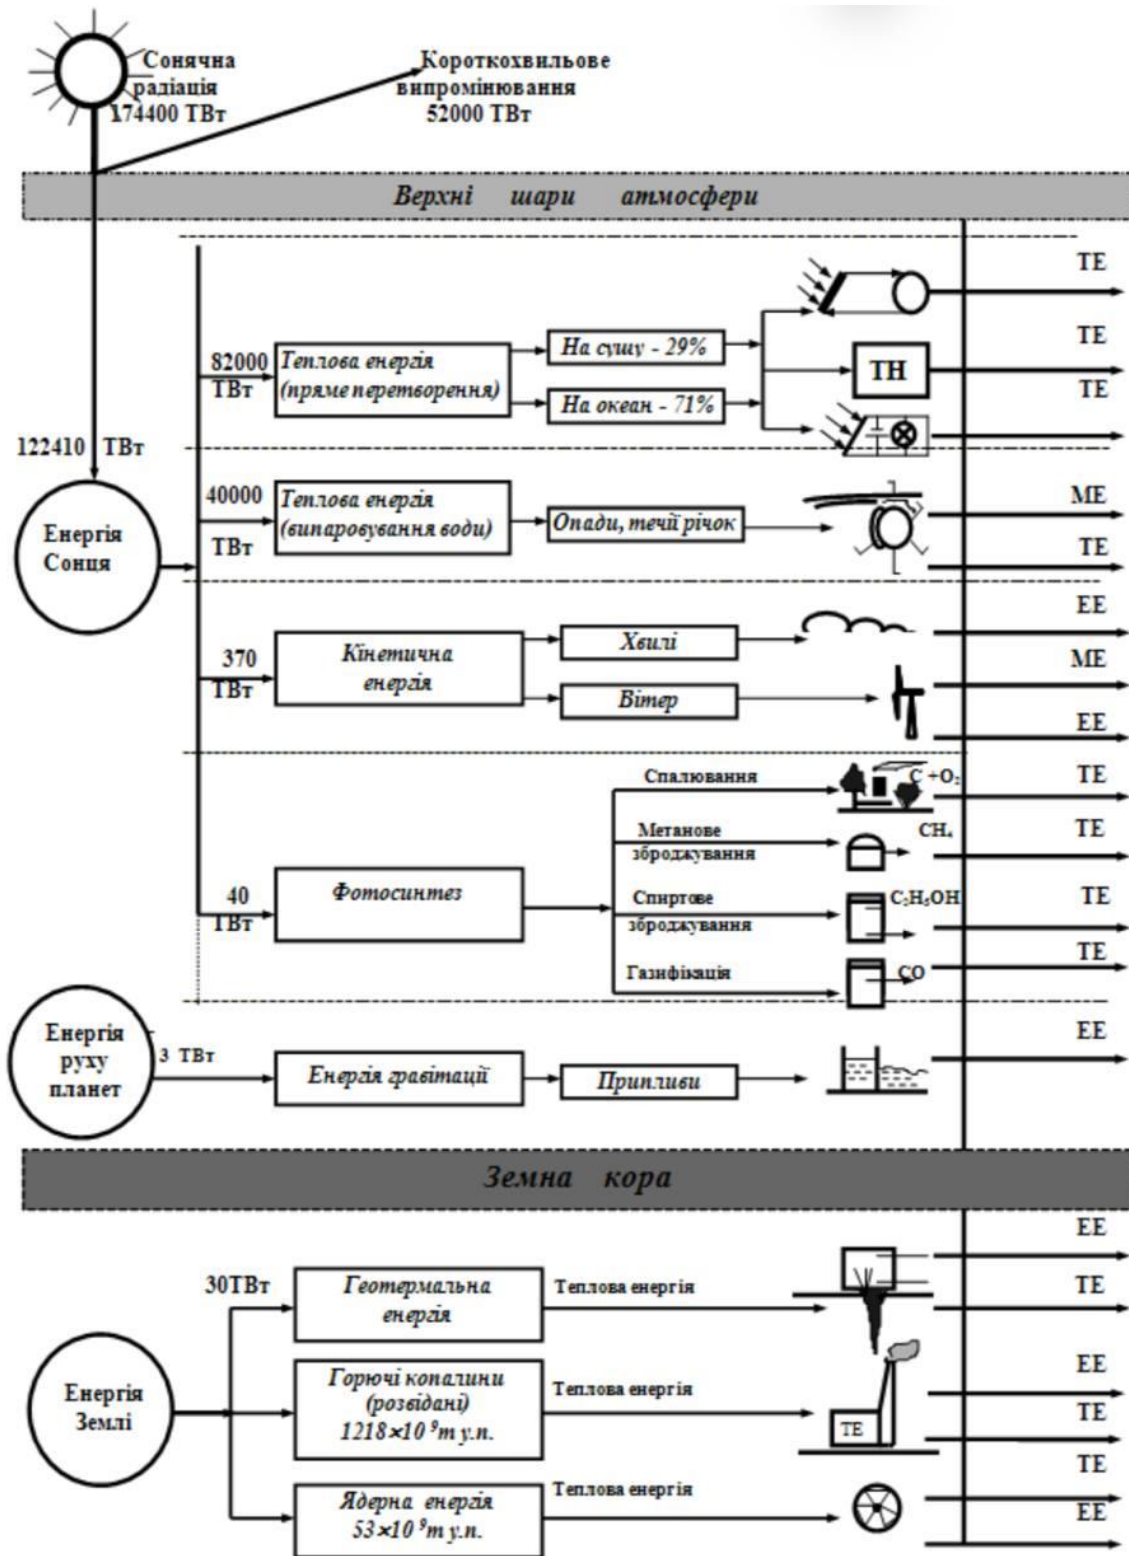 Сонячна
радіація
174400 ТВт
Короткохвильове
випромінювання
52000 ТВт
Верхні шари атмосфери
ТЕ
82000
ТВт
Теплова енергія
(пряме перетворення)
На сушу - 29%
На океан - 71%
ТН
ТЕ
ТЕ
122410 ТВт
Енергія
Сонця
40000
ТВт
Теплова енергія
(випаровування води)
Опади, течії річок
МЕ
ТЕ
370
ТВт
Кінетична
енергія
Хвилі
Вітер
ЕЕ
МЕ
ЕЕ
40
ТВт
Фотосинтез
Спалювання
C +O₂
ТЕ
Метанове
зброджування
CH₄
ТЕ
Спиртове
зброджування
C₂H₅OH
ТЕ
Газифікація
CO
ТЕ
Енергія
руху
планет
3 ТВт
Енергія гравітації
Припливи
ЕЕ
Земна кора
Енергія
Землі
30ТВт
Геотермальна
енергія
Теплова енергія
ЕЕ
ТЕ
Горючі копалини
(розвідані)
1218×10⁹т у.п.
Теплова енергія
ТЕ
ЕЕ
ТЕ
Ядерна енергія
53×10⁹т у.п.
Теплова енергія
ТЕ
ЕЕ